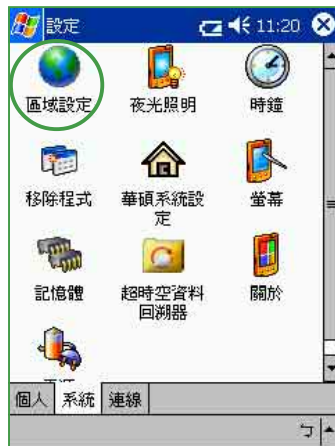 設定 11:20
區域設定 夜光照明 時鐘
移除程式 華碩系統設定 螢幕
記憶體 超時空資料回溯器 關於
個人 系統 連線
ㄅ